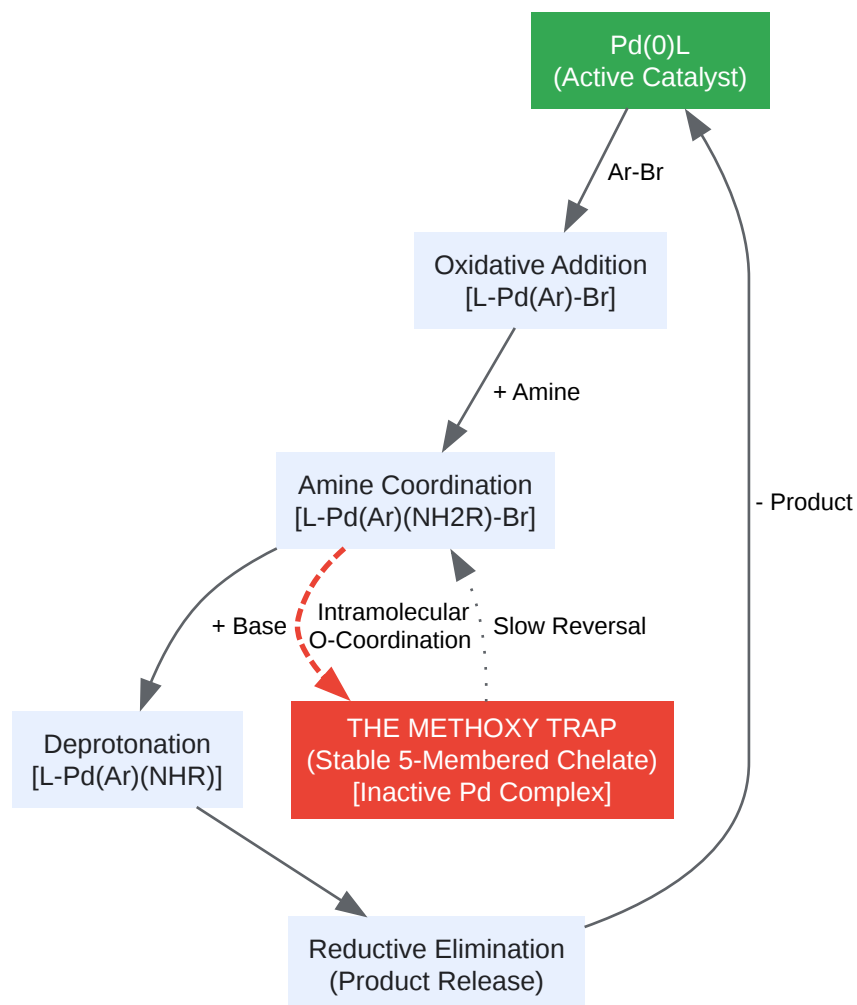 Pd(0)L
(Active Catalyst)
Ar-Br
Oxidative Addition
[L-Pd(Ar)-Br]
+ Amine
Amine Coordination
[L-Pd(Ar)(NH2R)-Br]
- Product
+ Base
Intramolecular
O-Coordination
Slow Reversal
Deprotonation
[L-Pd(Ar)(NHR)]
THE METHOXY TRAP
(Stable 5-Membered Chelate)
[Inactive Pd Complex]
Reductive Elimination
(Product Release)